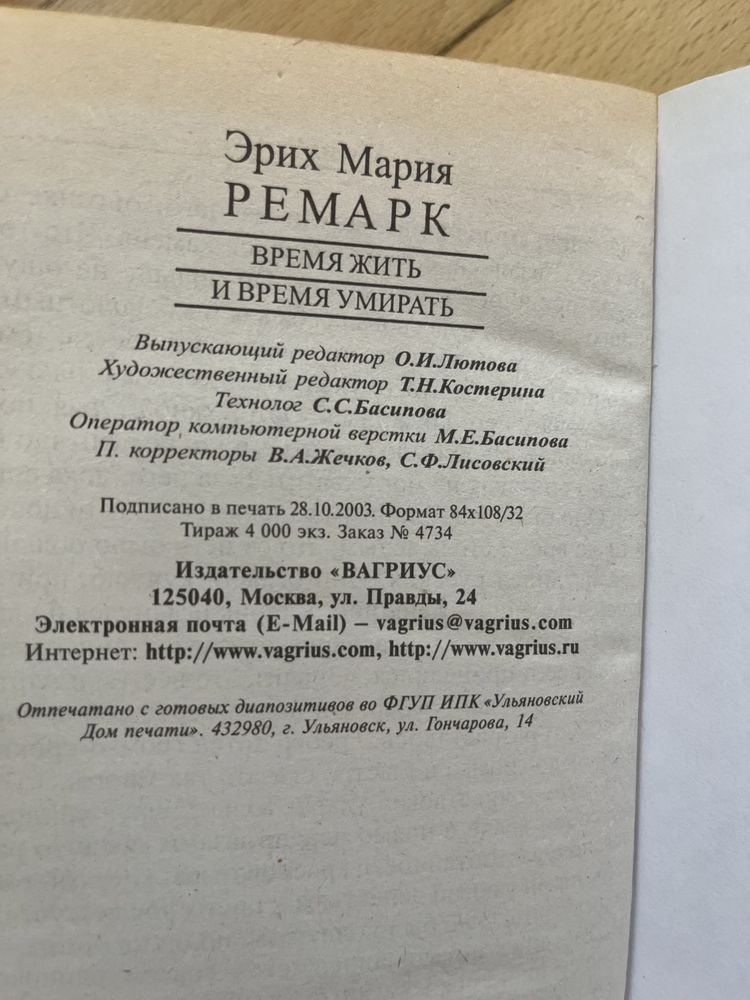 Эрих Мария
РЕМАРК
ВРЕМЯ ЖИТЬ
И ВРЕМЯ УМИРАТЬ
Выпускающий редактор О.И.Лютова
Художественный редактор Т.Н.Костерина
Технолог С.С.Басипова
Оператор компьютерной верстки М.Е.Басипова
П. корректоры В.А.Жечков, С.Ф.Лисовский
Подписано в печать 28.10.2003. Формат 84х108/32
Тираж 4 000 экз. Заказ № 4734
Издательство «ВАГРИУС»
125040, Москва, ул. Правды, 24
Электронная почта (E-Mail) – vagrius@vagrius.com
Интернет: http://www.vagrius.com, http://www.vagrius.ru
Отпечатано с готовых диапозитивов во ФГУП ИПК «Ульяновский
Дом печати». 432980, г. Ульяновск, ул. Гончарова, 14